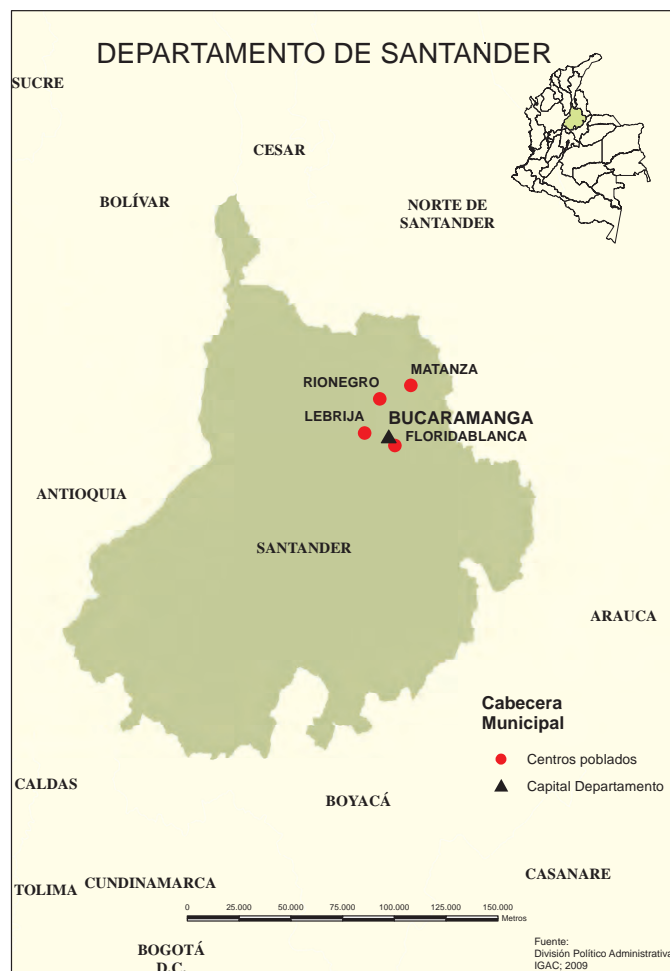 DEPARTAMENTO DE SANTANDER
SUCRE
CESAR
BOLÍVAR
NORTE DE
SANTANDER
MATANZA
RIONEGRO
LEBRIJA
BUCARAMANGA
FLORIDABLANCA
ANTIOQUIA
SANTANDER
ARAUCA
Cabecera
Municipal
Centros poblados
Capital Departamento
CALDAS
BOYACÁ
CASANARE
TOLIMA
CUNDINAMARCA
0 25.000 50.000 75.000 100.000 125.000 150.000
Metros
BOGOTÁ
D.C.
Fuente:
División Político Administrativa
IGAC; 2009